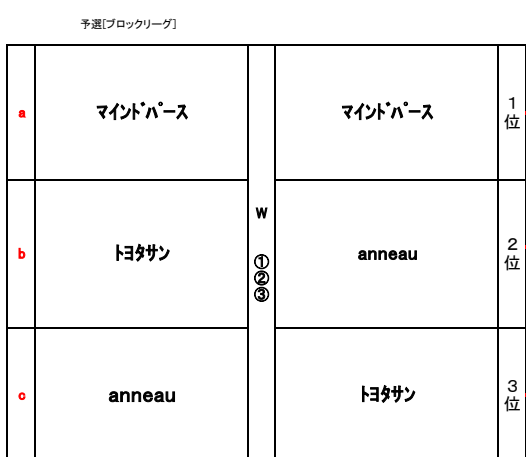 予選[ブロックリーグ]
a
マインドパース
マインドパース
1
位
W
①
②
③
b
トヨタサン
anneau
2
位
c
anneau
トヨタサン
3
位